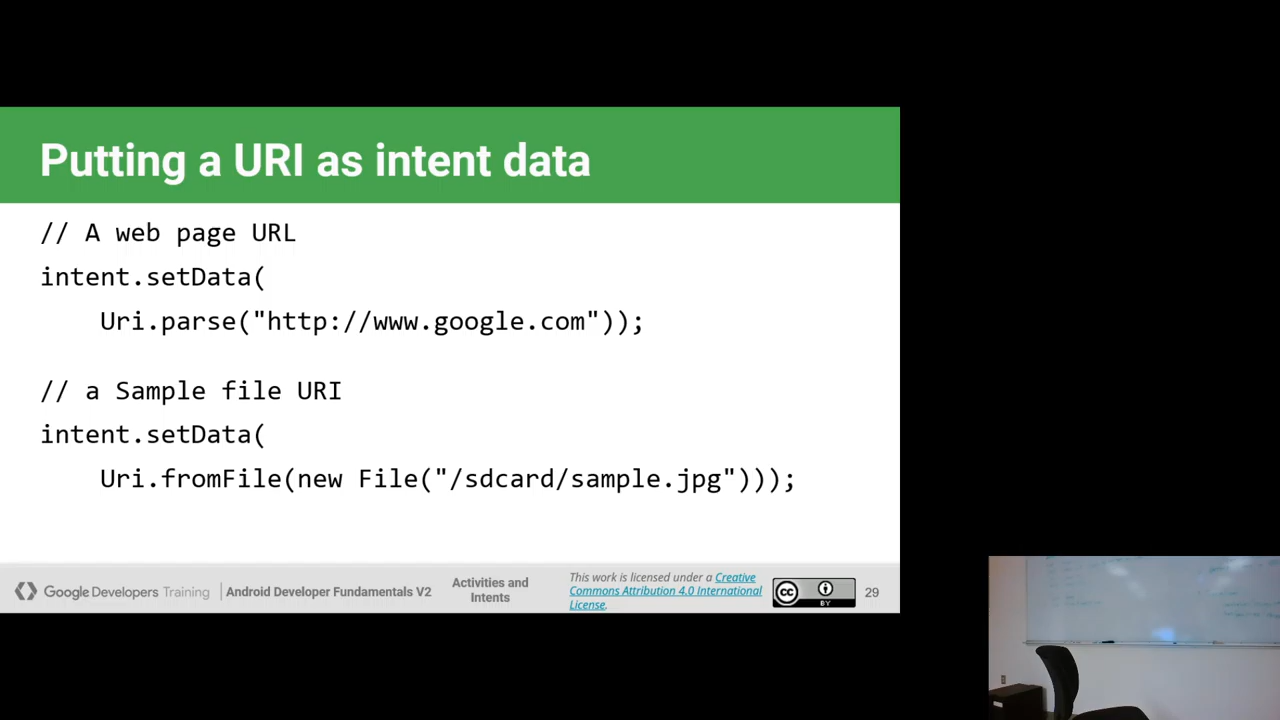 Putting a URI as intent data
// A web page URL
intent.setData(
Uri.parse("http://www.google.com"));
// a Sample file URI
intent.setData(
Uri.fromFile(new File("/sdcard/sample.jpg")));
Google Developers Training
Android Developer Fundamentals V2
Activities and
Intents
This work is licensed under a Creative
Commons Attribution 4.0 International
License.
cc
BY
29